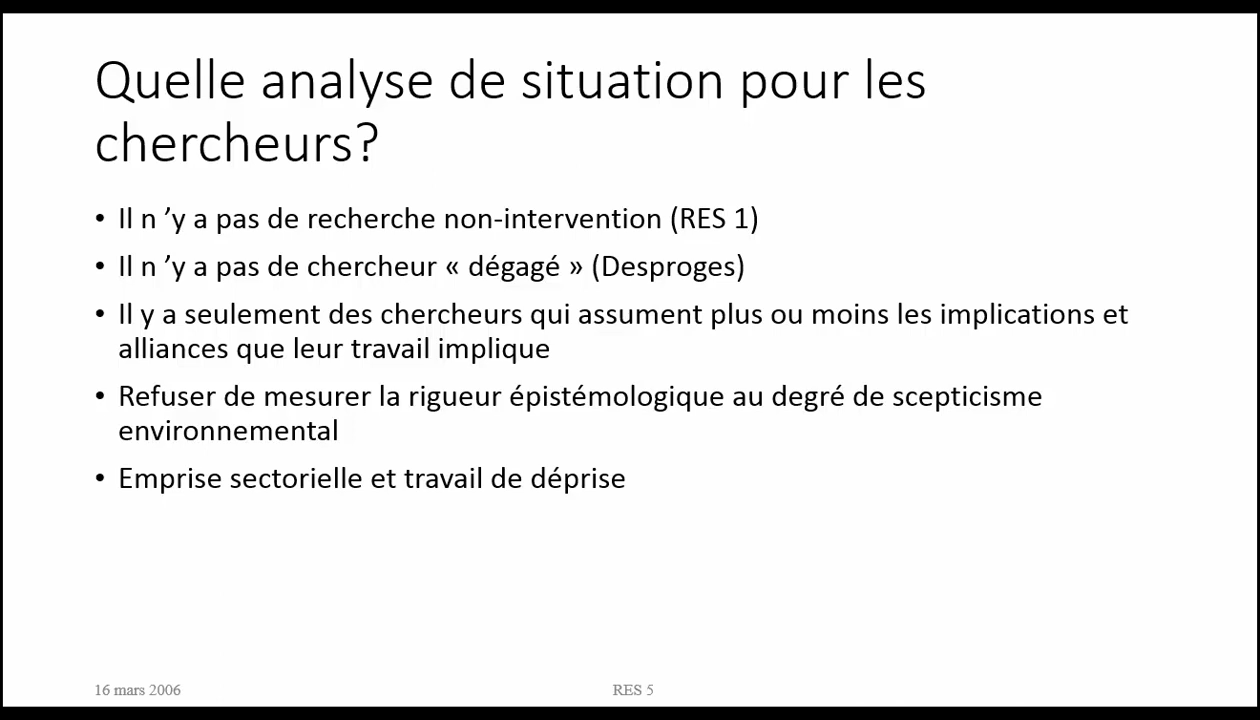 Quelle analyse de situation pour les
chercheurs?
• Il n ’y a pas de recherche non-intervention (RES 1)
• Il n ’y a pas de chercheur « dégagé » (Desproges)
• Il y a seulement des chercheurs qui assument plus ou moins les implications et
alliances que leur travail implique
• Refuser de mesurer la rigueur épistémologique au degré de scepticisme
environnemental
• Emprise sectorielle et travail de déprise
16 mars 2006
RES 5